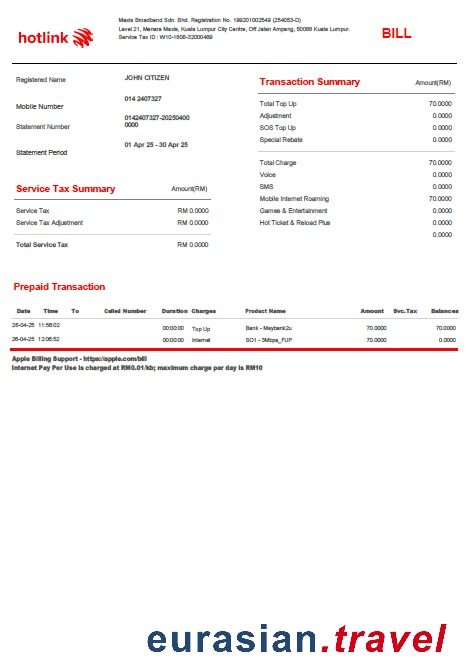 hotlink
Maxis Broadband Sdn. Bhd. Registration No. 199201002549 (254053-D)
Level 21, Menara Maxis, Kuala Lumpur City Centre, Off Jalan Ampang, 50088 Kuala Lumpur.
Service Tax ID : W10-1808-32000489
BILL
Registered Name JOHN CITIZEN
Mobile Number 014 2407327
Statement Number 0142407327-20250400
0000
Statement Period 01 Apr 25 - 30 Apr 25
Service Tax Summary Amount(RM)
Service Tax RM 0.0000
Service Tax Adjustment RM 0.0000
Total Service Tax RM 0.0000
Transaction Summary Amount(RM)
Total Top Up 70.0000
Adjustment 0.0000
SOS Top Up 0.0000
Special Rebate 0.0000
Total Charge 70.0000
Voice 0.0000
SMS 0.0000
Mobile Internet Roaming 70.0000
Games & Entertainment 0.0000
Hot Ticket & Reload Plus 0.0000
0.0000
Prepaid Transaction
Date Time To Called Number Duration Charges Product Name Amount Svc.Tax Balances
26-04-25 11:56:02 00:00:00 Top Up Bank - Maybank2u 70.0000 70.0000
26-04-25 12:06:52 00:00:00 Internet SO1 - 3Mbps_FUP 70.0000 0.0000
Apple Billing Support - https://apple.com/bill
Internet Pay Per Use is charged at RM0.01/kb; maximum charge per day is RM10
eurasian.travel